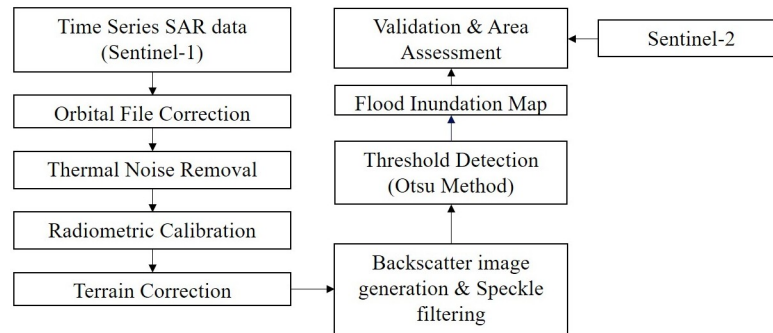 Time Series SAR data
(Sentinel-1)
Orbital File Correction
Thermal Noise Removal
Radiometric Calibration
Terrain Correction
Backscatter image
generation & Speckle
filtering
Threshold Detection
(Otsu Method)
Flood Inundation Map
Validation & Area
Assessment
Sentinel-2